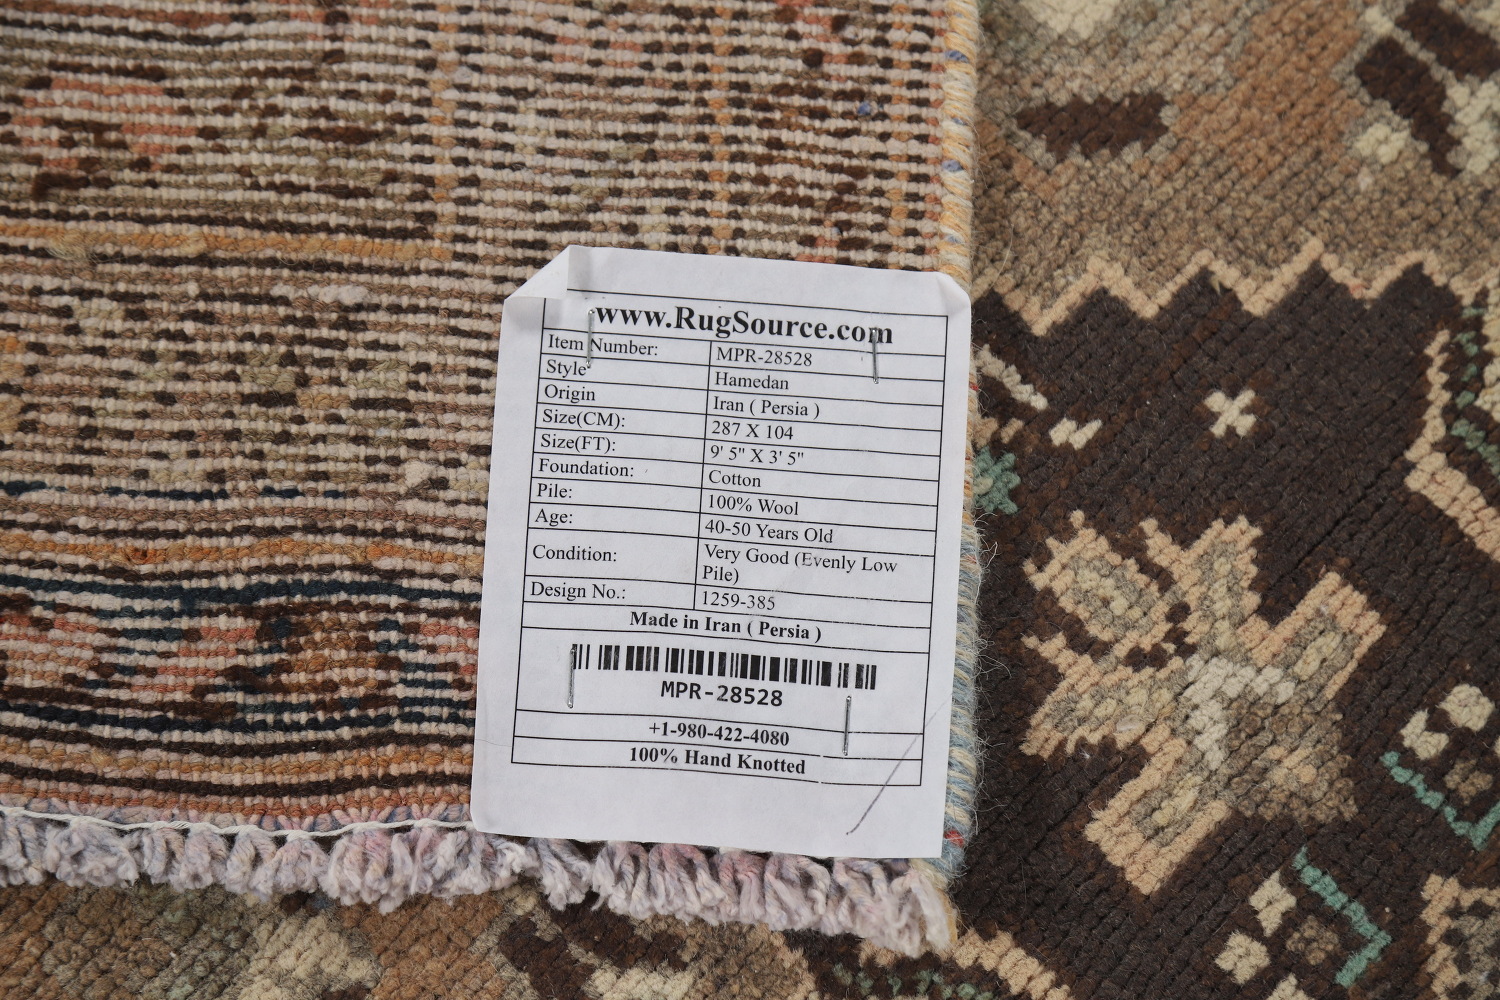 www.RugSource.com
Item Number: MPR-28528
Style Hamedan
Origin Iran ( Persia )
Size(CM): 287 X 104
Size(FT): 9' 5" X 3' 5"
Foundation: Cotton
Pile: 100% Wool
Age: 40-50 Years Old
Condition: Very Good (Evenly Low
Pile)
Design No.: 1259-385
Made in Iran ( Persia )
MPR-28528
+1-980-422-4080
100% Hand Knotted